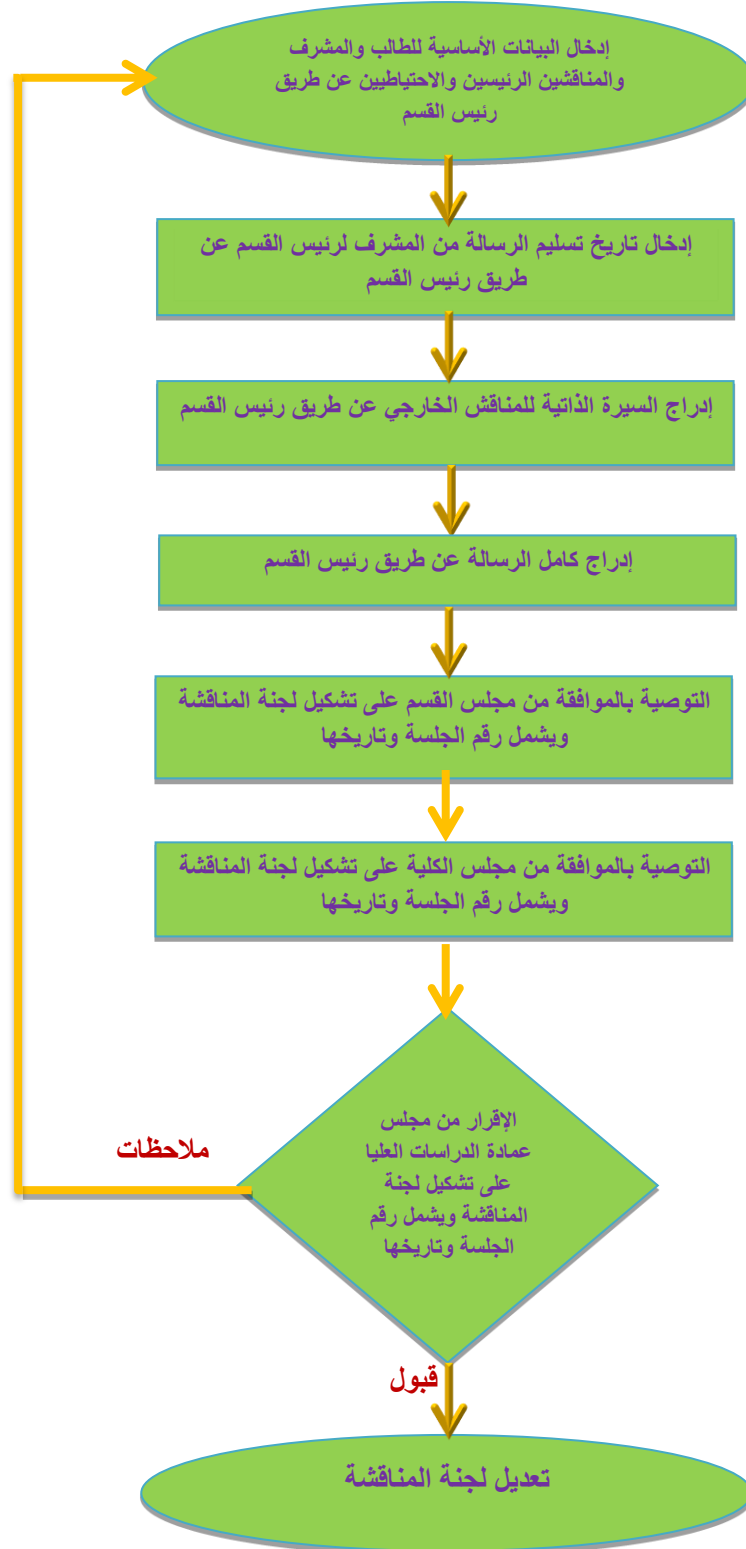 إدخال البيانات الأساسية للطالب والمشرف
والمناقشين الرئيسين والاحتياطيين عن طريق
رئيس القسم
إدخال تاريخ تسليم الرسالة من المشرف لرئيس القسم عن
طريق رئيس القسم
إدراج السيرة الذاتية للمناقش الخارجي عن طريق رئيس القسم
إدراج كامل الرسالة عن طريق رئيس القسم
التوصية بالموافقة من مجلس القسم على تشكيل لجنة المناقشة
ويشمل رقم الجلسة وتاريخها
التوصية بالموافقة من مجلس الكلية على تشكيل لجنة المناقشة
ويشمل رقم الجلسة وتاريخها
الإقرار من مجلس
عمادة الدراسات العليا
على تشكيل لجنة
المناقشة ويشمل رقم
الجلسة وتاريخها
ملاحظات
قبول
تعديل لجنة المناقشة